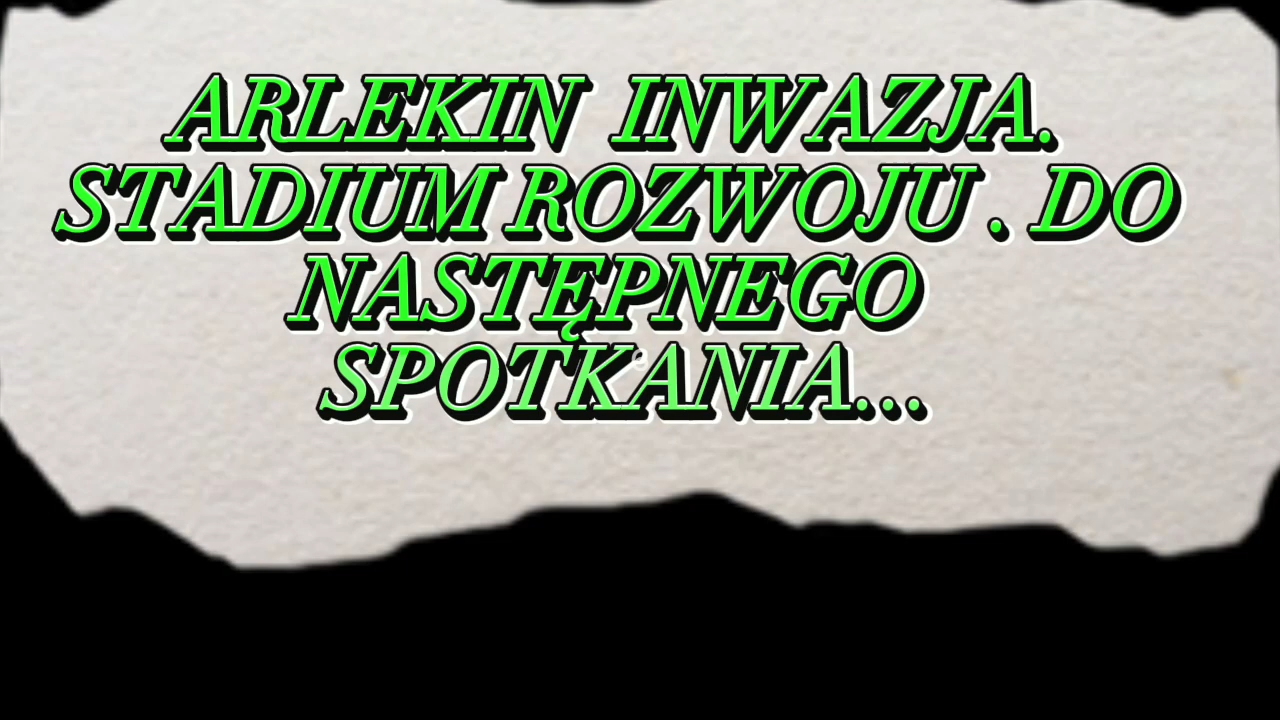 ARLEKIN INWAZJA.
STADIUM ROZWOJU . DO
NASTĘPNEGO
SPOTKANIA...